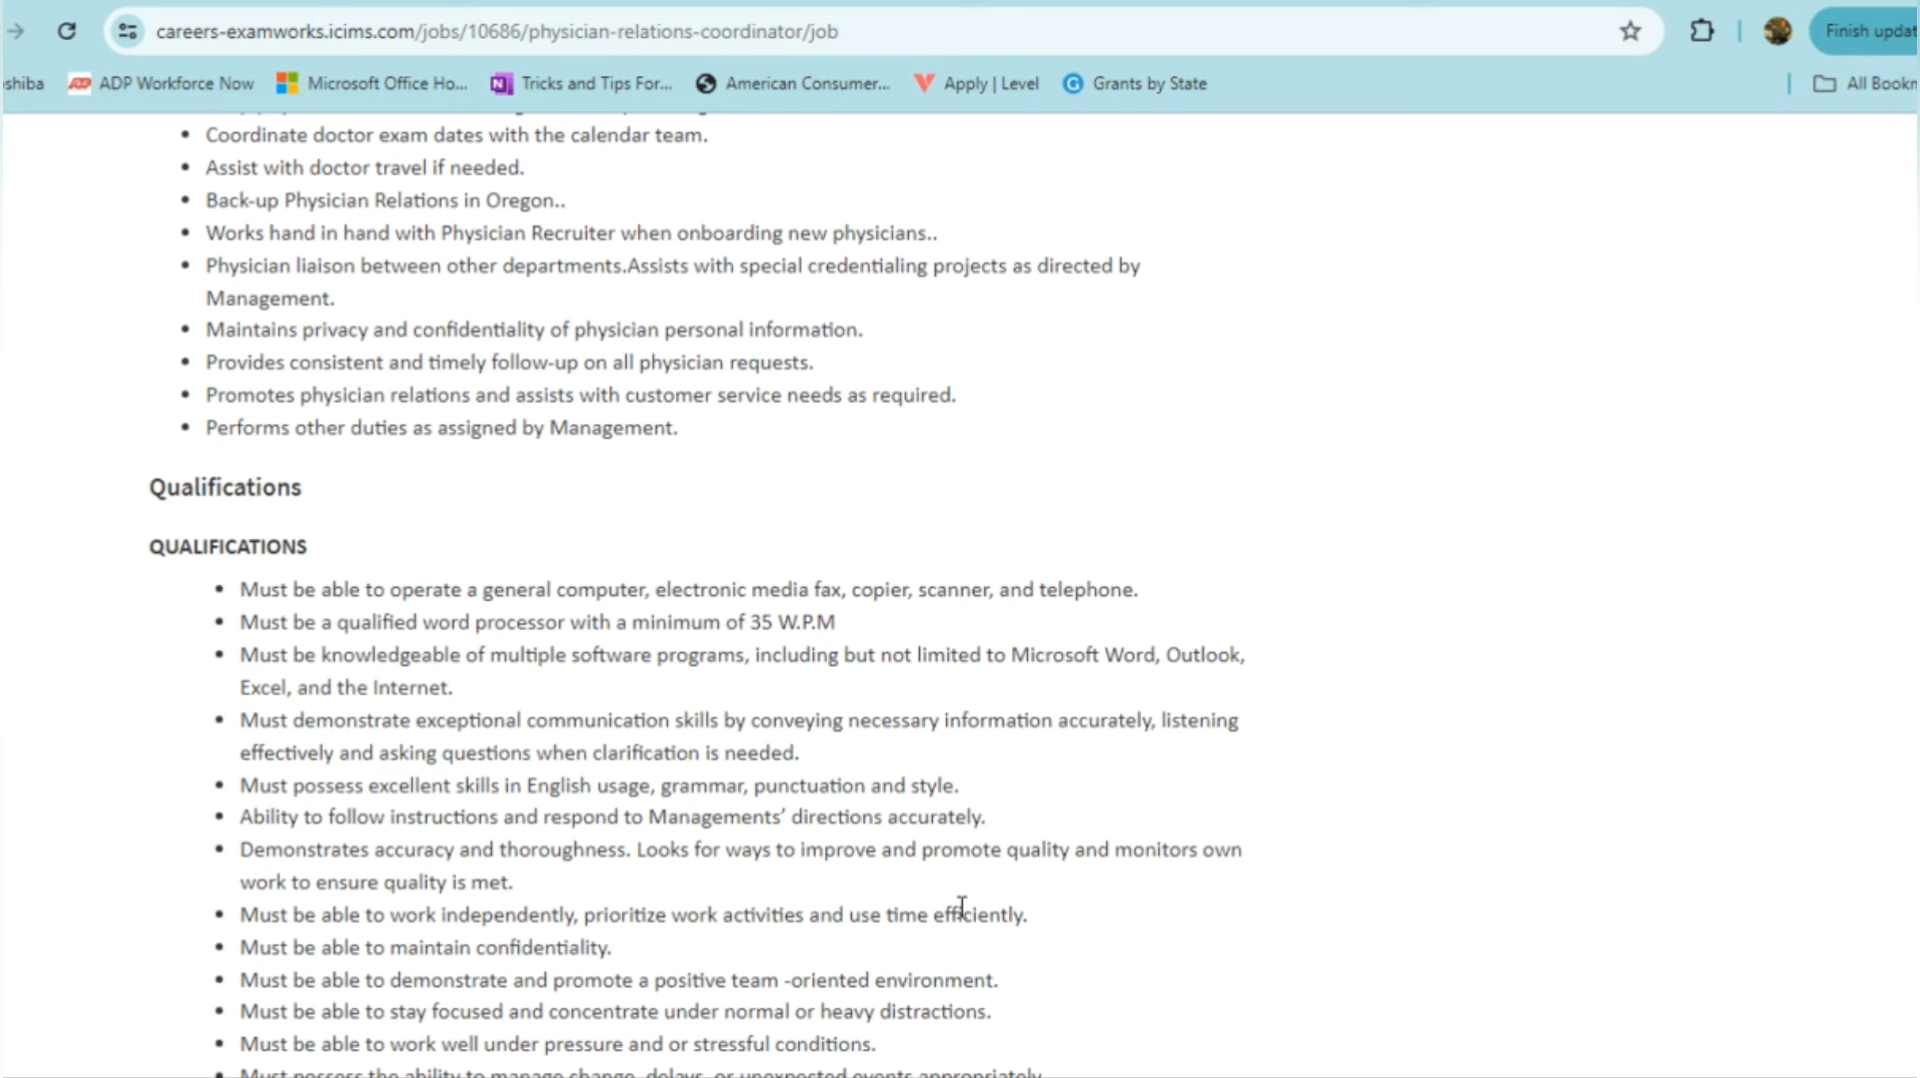 careers-examworks.icims.com/jobs/10686/physician-relations-coordinator/job
Finish updat
shiba ADP Workforce Now Microsoft Office Ho... Tricks and Tips For... American Consumer... Apply | Level Grants by State All Bookm
Coordinate doctor exam dates with the calendar team.
Assist with doctor travel if needed.
Back-up Physician Relations in Oregon..
Works hand in hand with Physician Recruiter when onboarding new physicians..
Physician liaison between other departments.Assists with special credentialing projects as directed by
Management.
Maintains privacy and confidentiality of physician personal information.
Provides consistent and timely follow-up on all physician requests.
Promotes physician relations and assists with customer service needs as required.
Performs other duties as assigned by Management.
Qualifications
QUALIFICATIONS
Must be able to operate a general computer, electronic media fax, copier, scanner, and telephone.
Must be a qualified word processor with a minimum of 35 W.P.M
Must be knowledgeable of multiple software programs, including but not limited to Microsoft Word, Outlook,
Excel, and the Internet.
Must demonstrate exceptional communication skills by conveying necessary information accurately, listening
effectively and asking questions when clarification is needed.
Must possess excellent skills in English usage, grammar, punctuation and style.
Ability to follow instructions and respond to Managements’ directions accurately.
Demonstrates accuracy and thoroughness. Looks for ways to improve and promote quality and monitors own
work to ensure quality is met.
Must be able to work independently, prioritize work activities and use time efficiently.
Must be able to maintain confidentiality.
Must be able to demonstrate and promote a positive team -oriented environment.
Must be able to stay focused and concentrate under normal or heavy distractions.
Must be able to work well under pressure and or stressful conditions.
Must possess the ability to manage change, delays, or unexpected events appropriately.